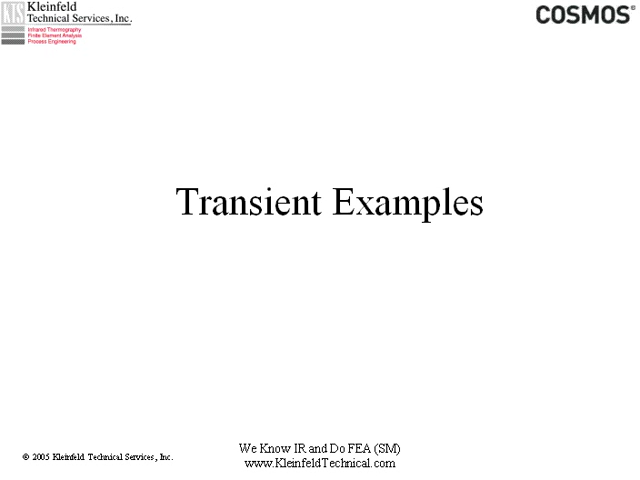 KTS
Kleinfeld
Technical Services, Inc.
Infrared Thermography
Finite Element Analysis
Process Engineering
COSMOS®
Transient Examples
We Know IR and Do FEA (SM)
© 2005 Kleinfeld Technical Services, Inc.
www.KleinfeldTechnical.com